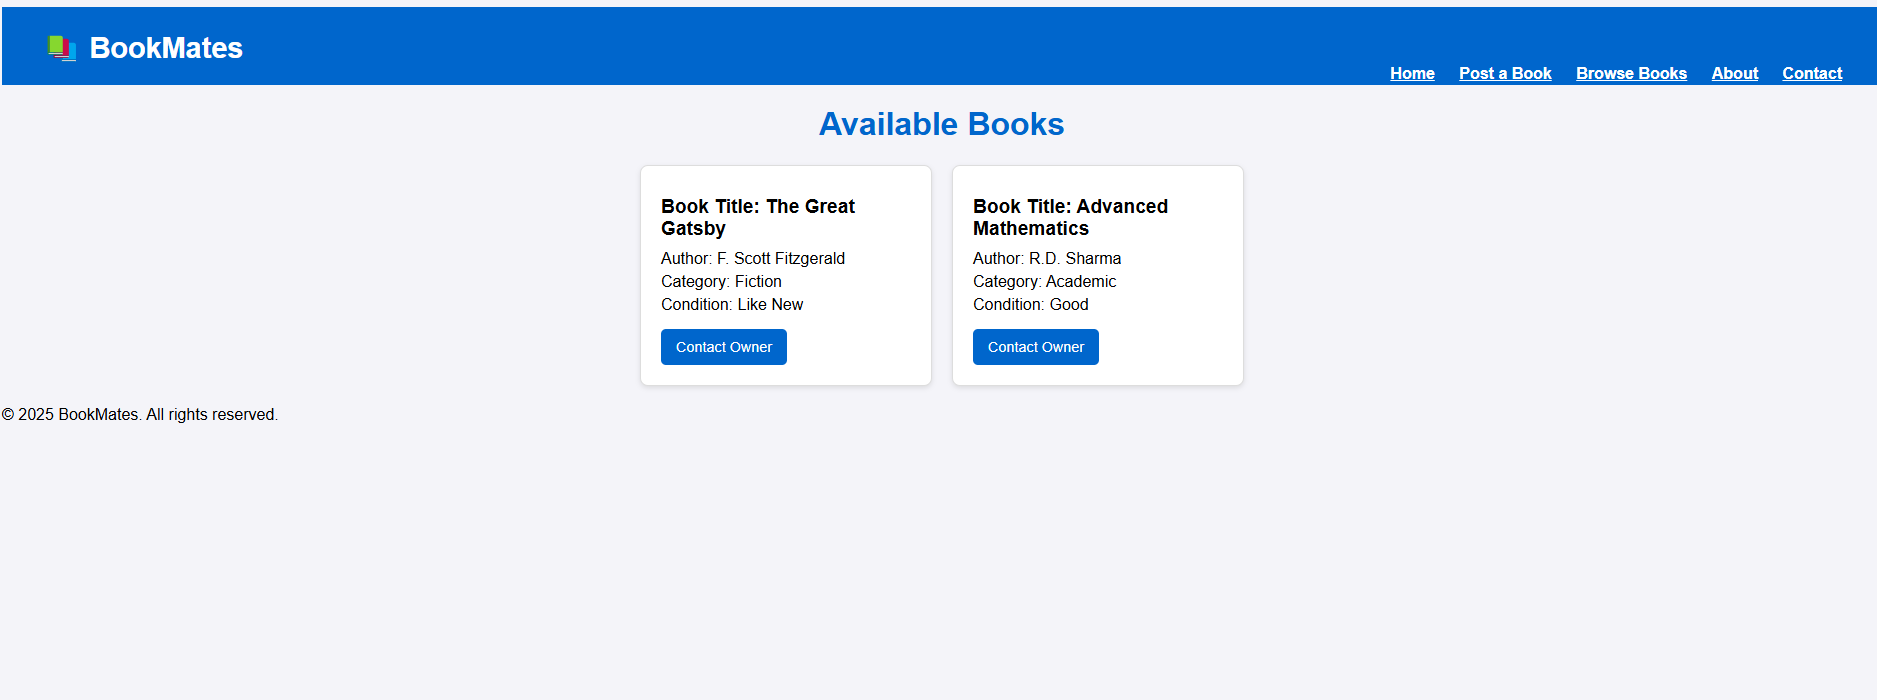 BookMates
Home Post a Book Browse Books About Contact
Available Books
Book Title: The Great
Gatsby
Author: F. Scott Fitzgerald
Category: Fiction
Condition: Like New
Contact Owner
Book Title: Advanced
Mathematics
Author: R.D. Sharma
Category: Academic
Condition: Good
Contact Owner
© 2025 BookMates. All rights reserved.